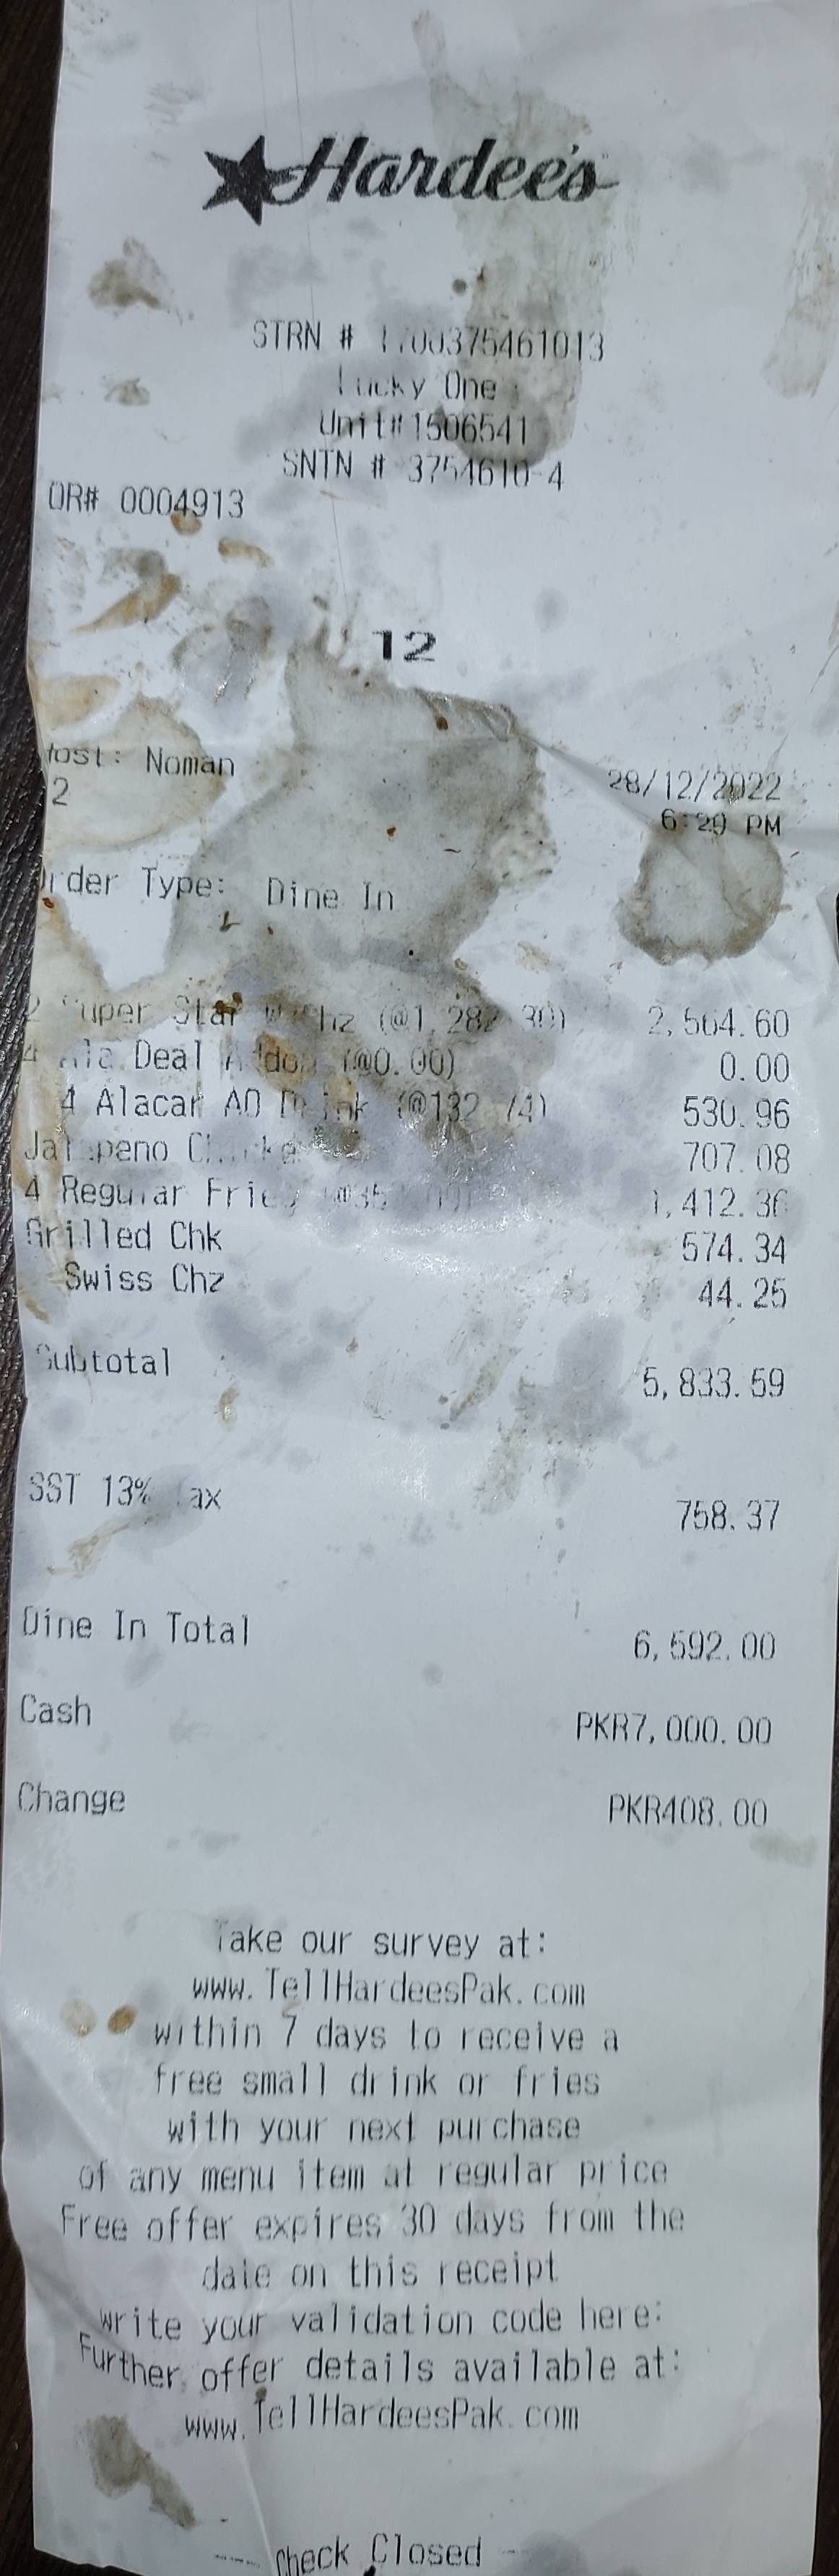 Hardee's
STRN #
Lucky One
Unit#1506541
SNTN # 3754610-4
OR# 0004913
12
Host: Noman
2
28/12/2022
6:29 PM
Order Type: Dine In
2 Super Star 2,564.60
4 Ala Deal Addon (@0.00) 0.00
4 Alacar AO Drink (@132.74) 530.96
Jalapeno 707.08
4 Regular Fries 1,412.36
Grilled Chk 574.34
Swiss Chz 44.25
Subtotal 5,833.59
SST 13% Tax 758.37
Dine In Total 6,592.00
Cash PKR7,000.00
Change PKR408.00
Take our survey at:
www.TellHardeesPak.com
within 7 days to receive a
free small drink or fries
with your next purchase
of any menu item at regular price
Free offer expires 30 days from the
date on this receipt
write your validation code here:
Further offer details available at:
www.TellHardeesPak.com
--- Check Closed -